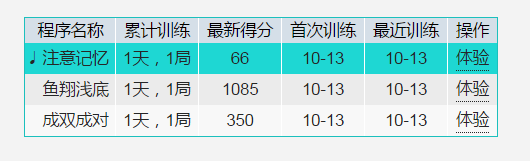 程序名称 累计训练 最新得分 首次训练 最近训练 操作
♩注意记忆 1天，1局 66 10-13 10-13 体验
鱼翔浅底 1天，1局 1085 10-13 10-13 体验
成双成对 1天，1局 350 10-13 10-13 体验